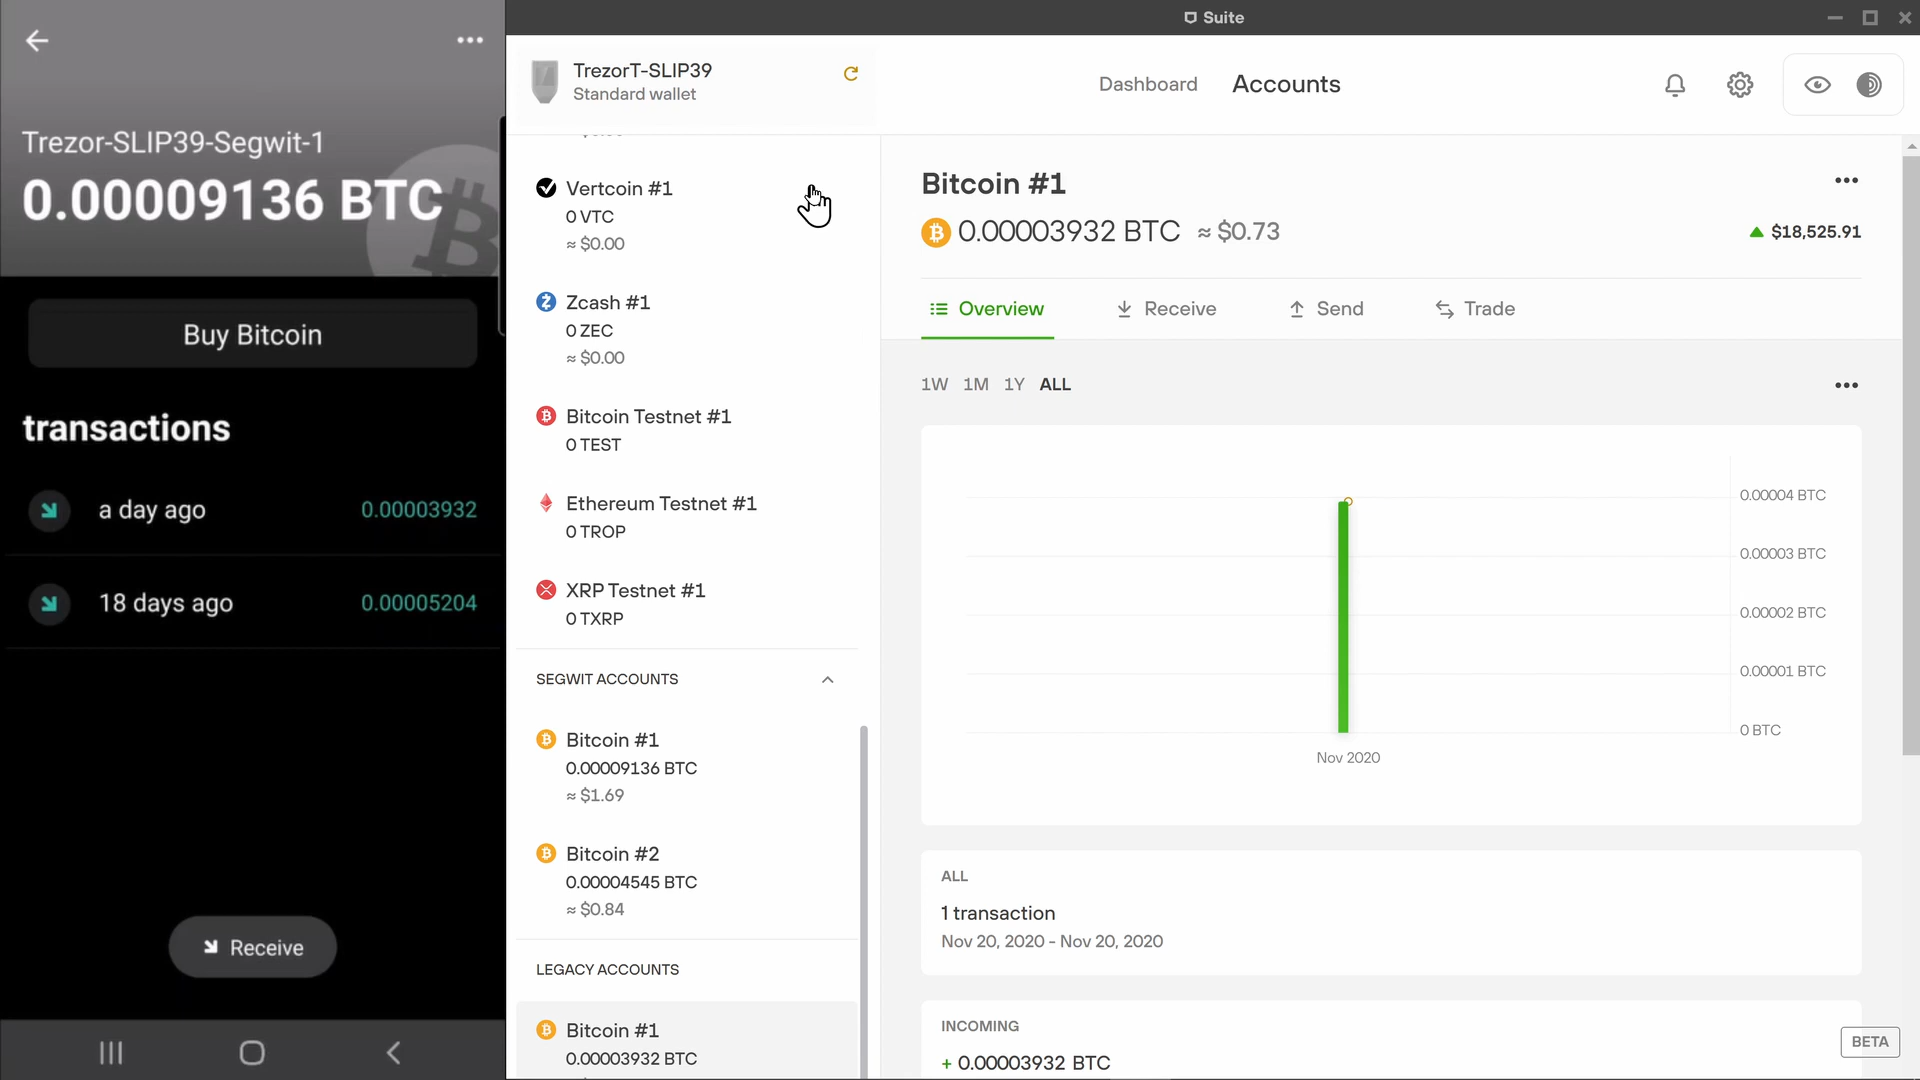 Trezor-SLIP39-Segwit-1
0.00009136 BTC
Buy Bitcoin
transactions
a day ago 0.00003932
18 days ago 0.00005204
Receive
Suite
TrezorT-SLIP39
Standard wallet
Dashboard Accounts
Vertcoin #1
0 VTC
≈ $0.00
Zcash #1
0 ZEC
≈ $0.00
Bitcoin Testnet #1
0 TEST
Ethereum Testnet #1
0 TROP
XRP Testnet #1
0 TXRP
SEGWIT ACCOUNTS
Bitcoin #1
0.00009136 BTC
≈ $1.69
Bitcoin #2
0.00004545 BTC
≈ $0.84
LEGACY ACCOUNTS
Bitcoin #1
0.00003932 BTC
Bitcoin #1
0.00003932 BTC ≈ $0.73
$18,525.91
Overview Receive Send Trade
1W 1M 1Y ALL
0.00004 BTC
0.00003 BTC
0.00002 BTC
0.00001 BTC
0 BTC
Nov 2020
ALL
1 transaction
Nov 20, 2020 - Nov 20, 2020
INCOMING
+ 0.00003932 BTC
BETA